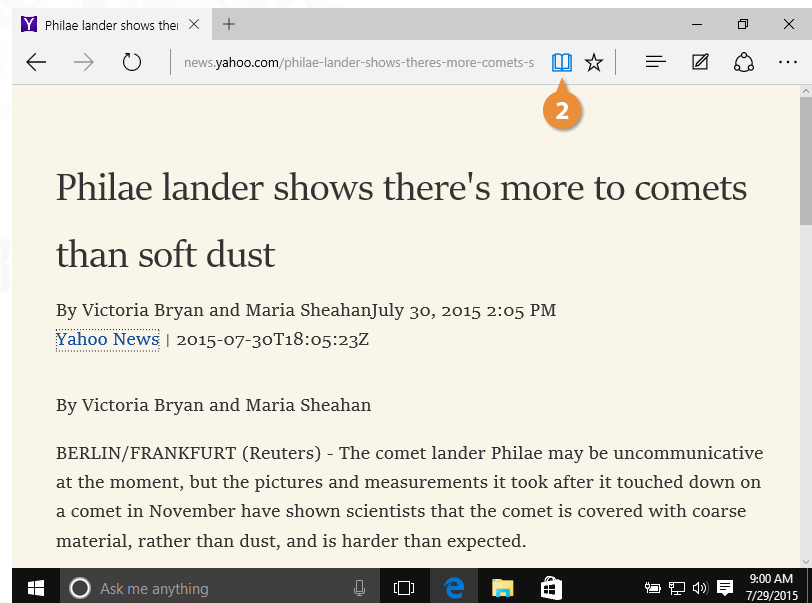 Philae lander shows ther
news.yahoo.com/philae-lander-shows-theres-more-comets-s
2
Philae lander shows there's more to comets
than soft dust
By Victoria Bryan and Maria SheahanJuly 30, 2015 2:05 PM
Yahoo News | 2015-07-30T18:05:23Z
By Victoria Bryan and Maria Sheahan
BERLIN/FRANKFURT (Reuters) - The comet lander Philae may be uncommunicative
at the moment, but the pictures and measurements it took after it touched down on
a comet in November have shown scientists that the comet is covered with coarse
material, rather than dust, and is harder than expected.
Ask me anything
9:00 AM
7/29/2015